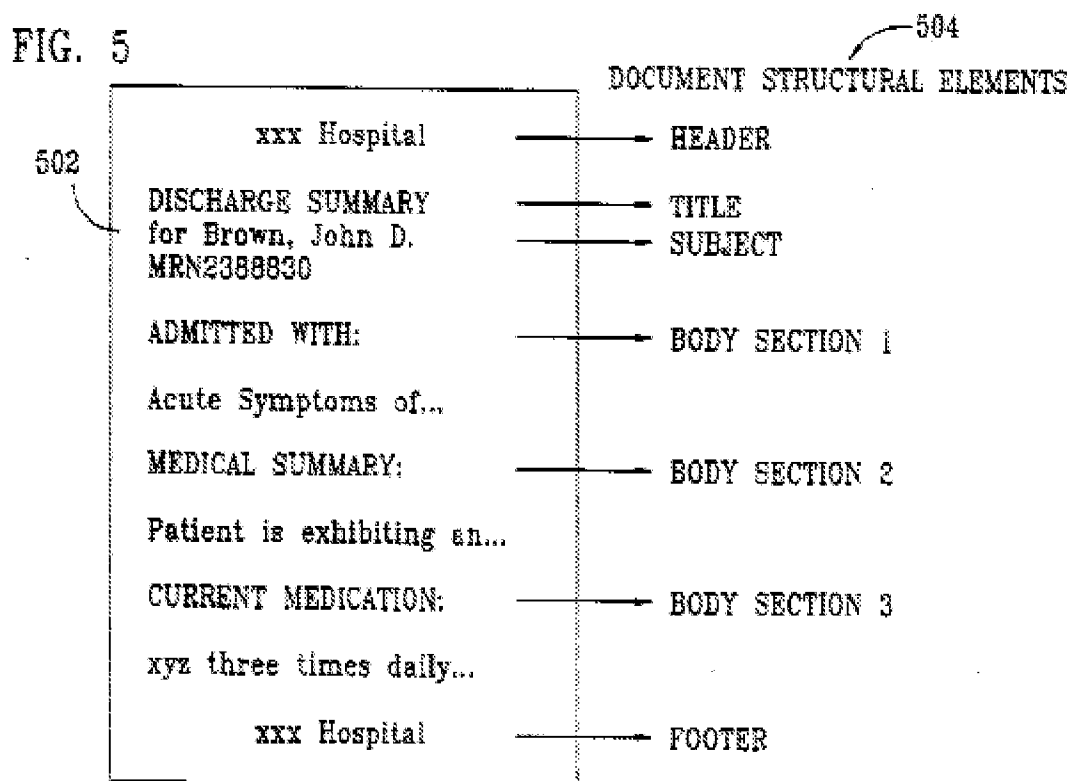 FIG. 5
504
DOCUMENT STRUCTURAL ELEMENTS
xxx Hospital HEADER
502
DISCHARGE SUMMARY TITLE
for Brown, John D. SUBJECT
MRN2388830
ADMITTED WITH: BODY SECTION 1
Acute Symptoms of...
MEDICAL SUMMARY: BODY SECTION 2
Patient is exhibiting an...
CURRENT MEDICATION: BODY SECTION 3
xyz three times daily...
xxx Hospital FOOTER